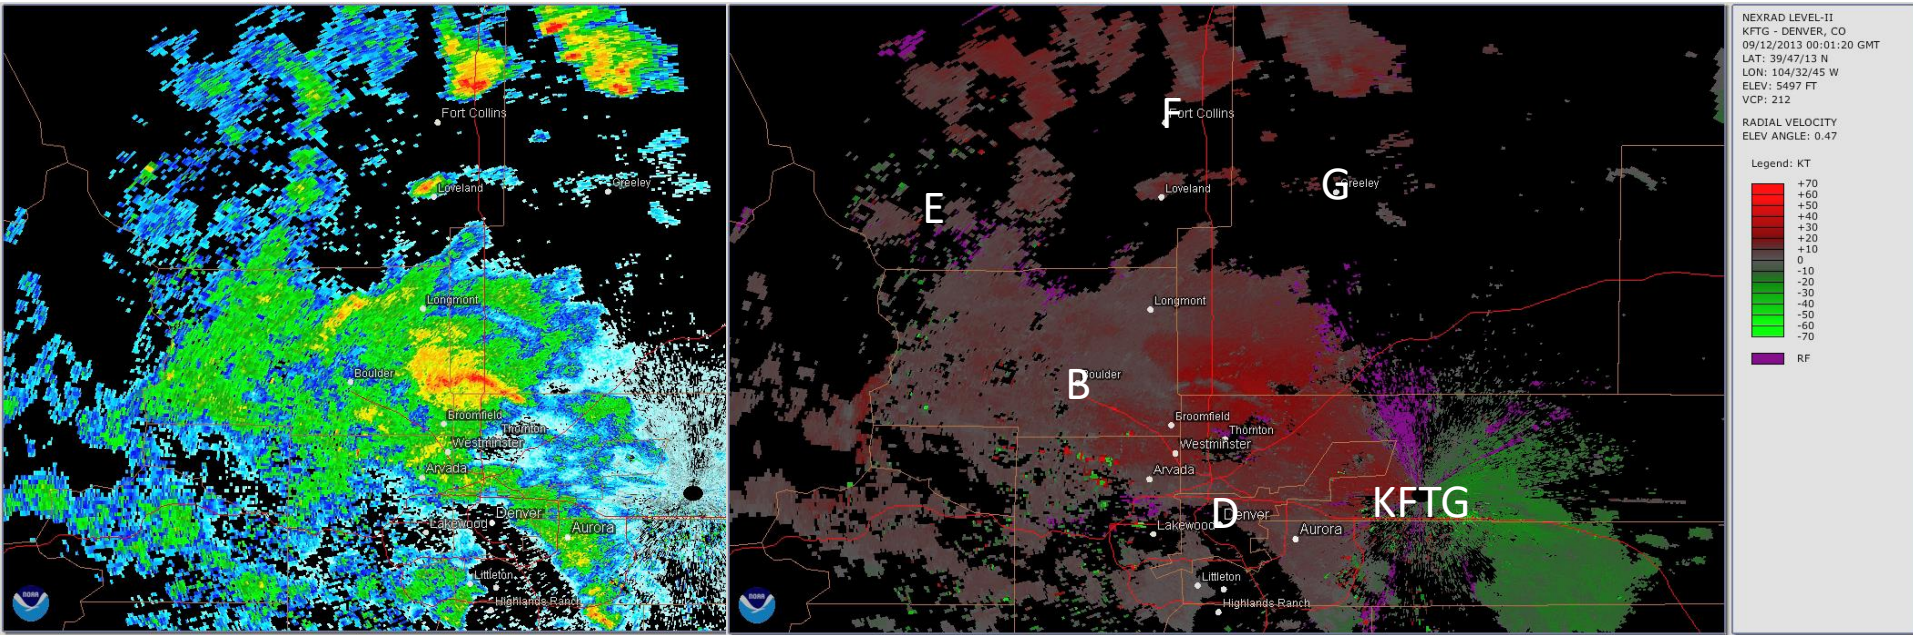 Fort Collins
Loveland
Greeley
Longmont
Boulder
Broomfield
Thornton
Westminster
Arvada
Denver
Lakewood
Aurora
Littleton
Highlands Ranch
NOAA
F
Fort Collins
G
Greeley
Loveland
E
Longmont
B
Boulder
Broomfield
Thornton
Westminster
Arvada
KFTG
D
Denver
Lakewood
Aurora
Littleton
Highlands Ranch
NOAA
NEXRAD LEVEL-II
KFTG - DENVER, CO
09/12/2013 00:01:20 GMT
LAT: 39/47/13 N
LON: 104/32/45 W
ELEV: 5497 FT
VCP: 212
RADIAL VELOCITY
ELEV ANGLE: 0.47
Legend: KT
+70
+60
+50
+40
+30
+20
+10
0
-10
-20
-30
-40
-50
-60
-70
RF